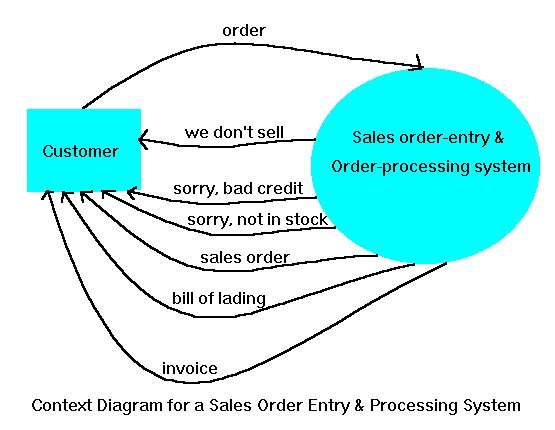 order
we don't sell
Customer
Sales order-entry &
Order-processing system
sorry, bad credit
sorry, not in stock
sales order
bill of lading
invoice
Context Diagram for a Sales Order Entry & Processing System